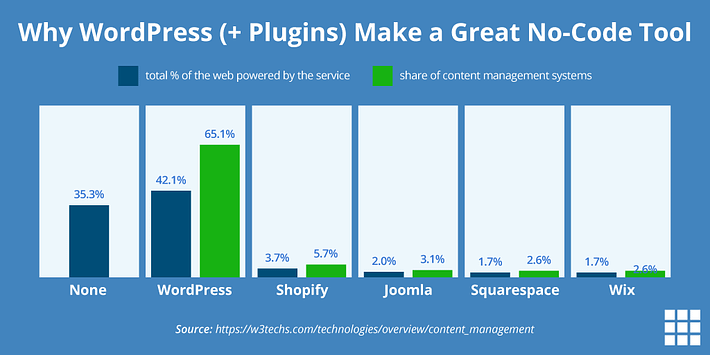 Why WordPress (+ Plugins) Make a Great No-Code Tool
total % of the web powered by the service share of content management systems
65.1%
42.1%
35.3%
3.7% 5.7% 2.0% 3.1% 1.7% 2.6% 1.7% 2.6%
None WordPress Shopify Joomla Squarespace Wix
Source: https://w3techs.com/technologies/overview/content_management